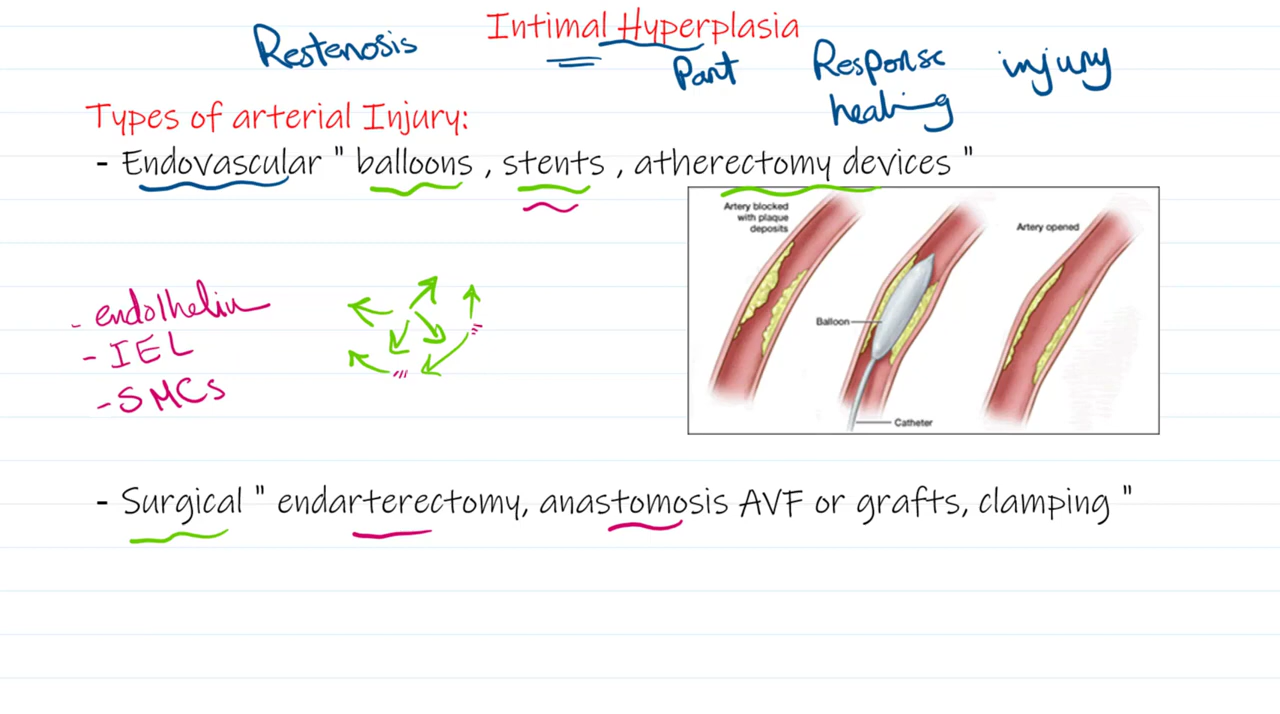 Intimal Hyperplasia
Restenosis
Part Response injury
healing
Types of arterial Injury:
- Endovascular " balloons , stents , atherectomy devices "
Artery blocked
with plaque
deposits
Artery opened
Balloon
Catheter
- endotheliu
- IEL
- SMCs
- Surgical " endarterectomy, anastomosis AVF or grafts, clamping "